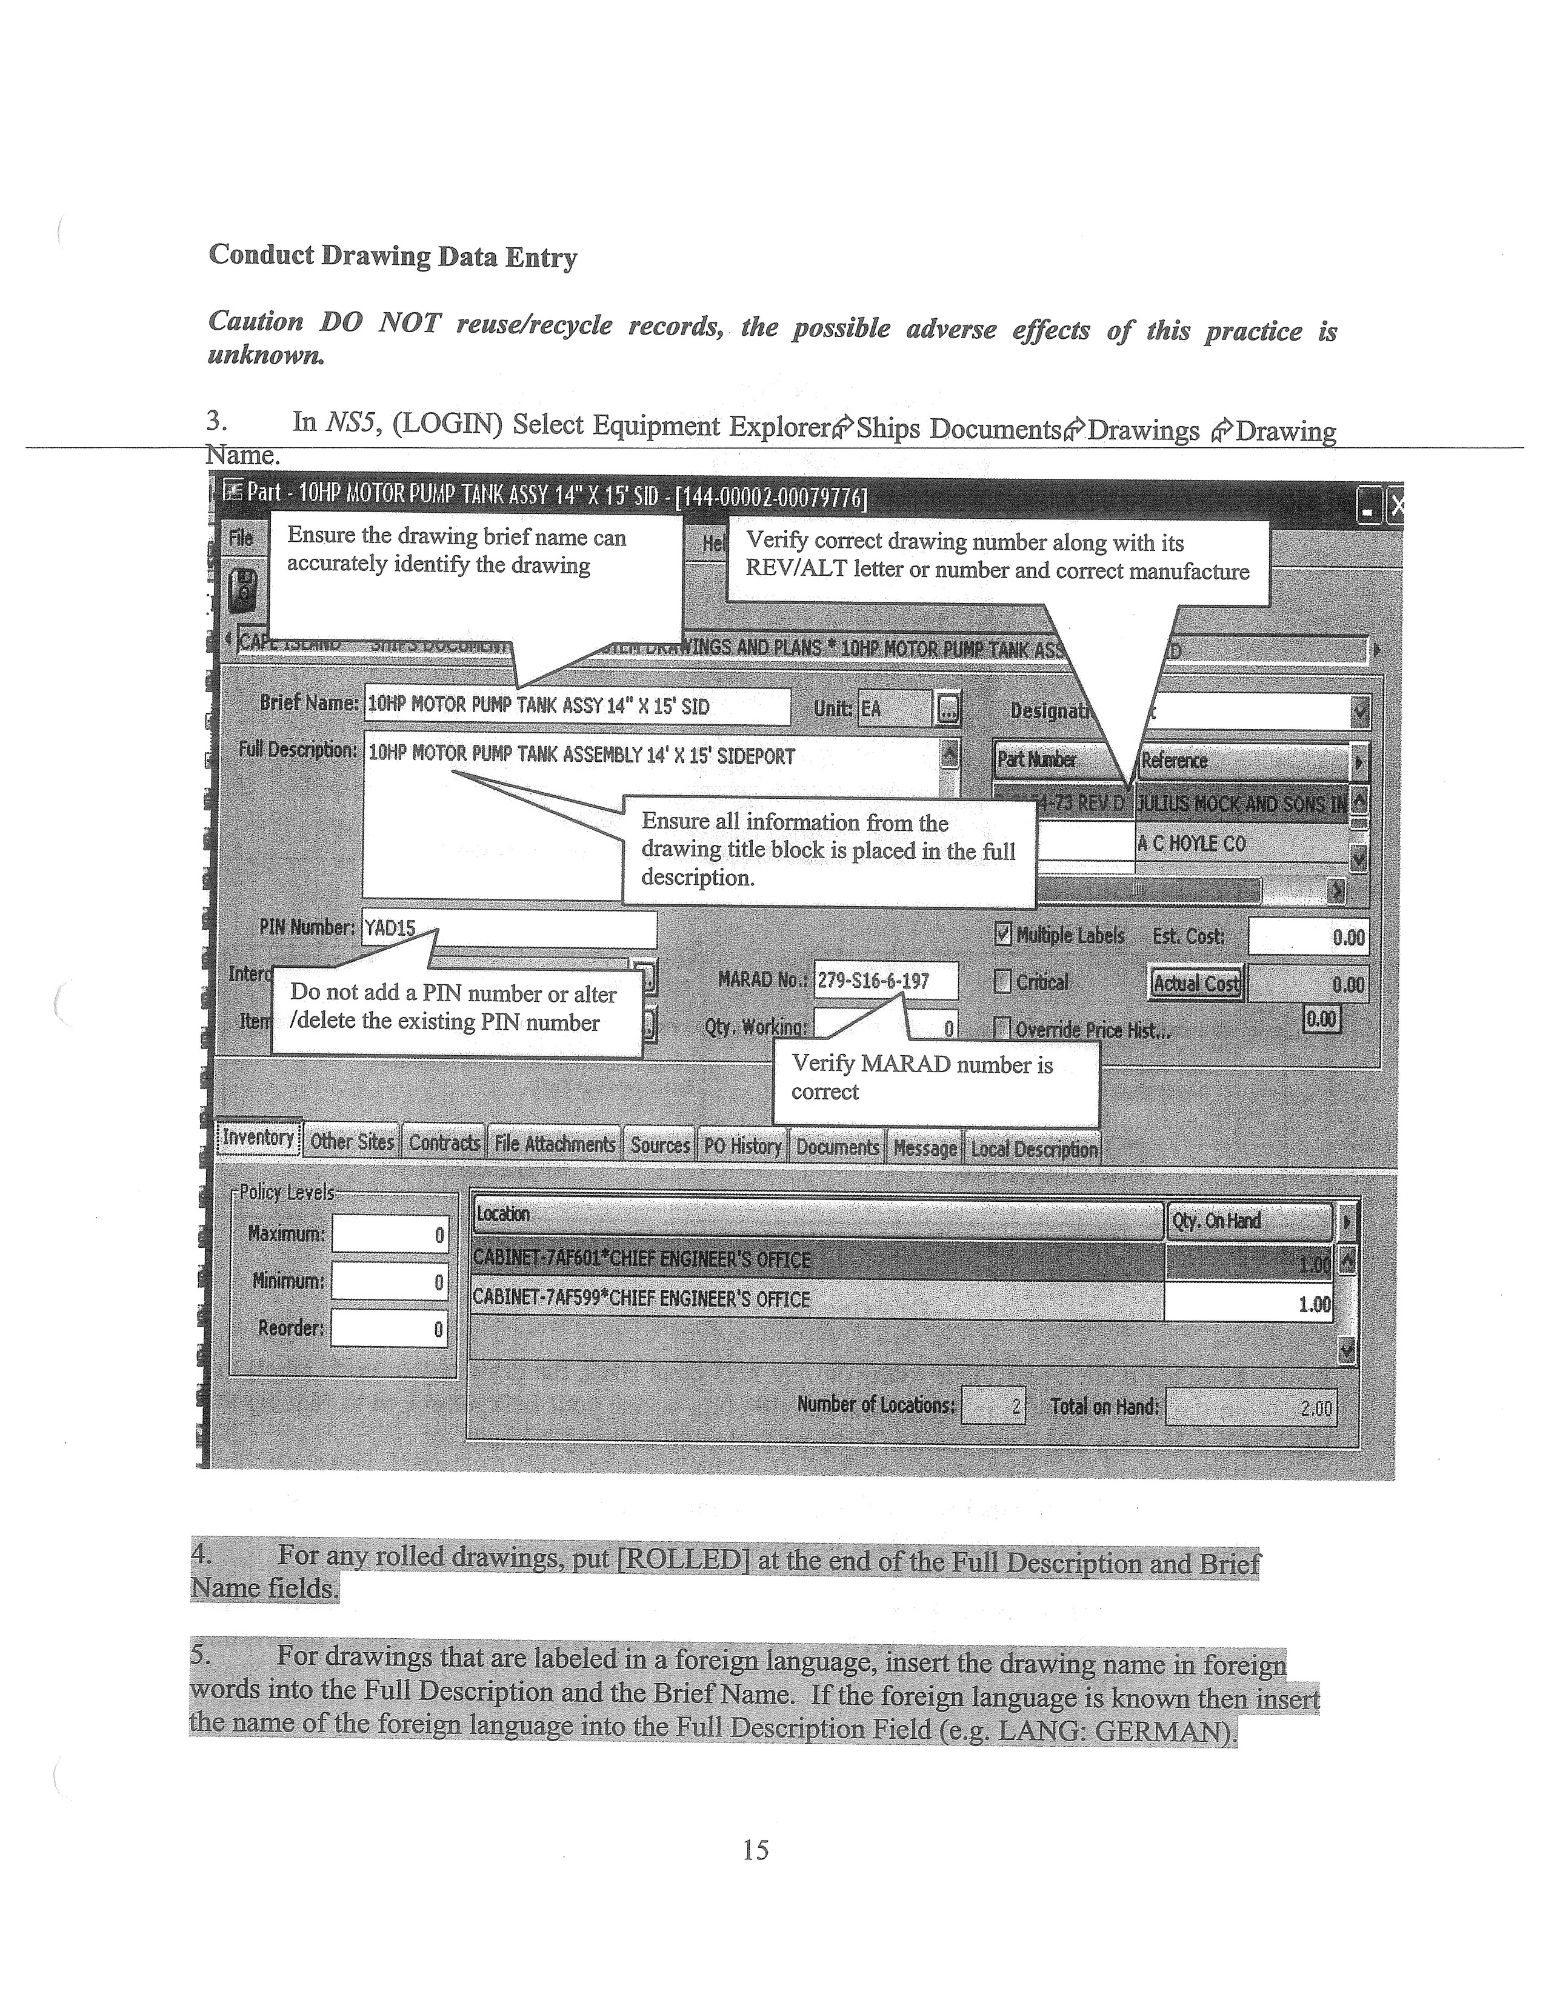 Conduct Drawing Data Entry
Caution DO NOT reuse/recycle records, the possible adverse effects of this practice is
unknown.
3. In NS5, (LOGIN) Select Equipment Explorer⮳Ships Documents⮳Drawings ⮳Drawing
Name.
Part - 10HP MOTOR PUMP TANK ASSY 14" X 15' SID - [144-00002-00079776]
File
Ensure the drawing brief name can
accurately identify the drawing
Hel
Verify correct drawing number along with its
REV/ALT letter or number and correct manufacture
CAPE ISLAND SHIPS DOCUMENT DRAWINGS AND PLANS * 10HP MOTOR PUMP TANK ASS D
Brief Name: 10HP MOTOR PUMP TANK ASSY 14" X 15' SID Unit: EA ... Designati
Full Description: 10HP MOTOR PUMP TANK ASSEMBLY 14' X 15' SIDEPORT
Part Number Reference
4-73 REV D JULIUS MOCK AND SONS IN
A C HOYLE CO
Ensure all information from the
drawing title block is placed in the full
description.
PIN Number: YAD15
Multiple Labels Est. Cost: 0.00
Interc
Do not add a PIN number or alter
/delete the existing PIN number
MARAD No.: 279-S16-6-197 Critical Actual Cost 0.00
Item
Qty. Working: 0 Override Price Hist... 0.00
Verify MARAD number is
correct
Inventory Other Sites Contracts File Attachments Sources PO History Documents Message Local Description
Policy Levels
Maximum: 0
Minimum: 0
Reorder: 0
Location Qty. On Hand
CABINET-7AF601*CHIEF ENGINEER'S OFFICE 1.00
CABINET-7AF599*CHIEF ENGINEER'S OFFICE 1.00
Number of Locations: 2 Total on Hand: 2.00
4. For any rolled drawings, put [ROLLED] at the end of the Full Description and Brief
Name fields.
5. For drawings that are labeled in a foreign language, insert the drawing name in foreign
words into the Full Description and the Brief Name. If the foreign language is known then insert
the name of the foreign language into the Full Description Field (e.g. LANG: GERMAN).
15